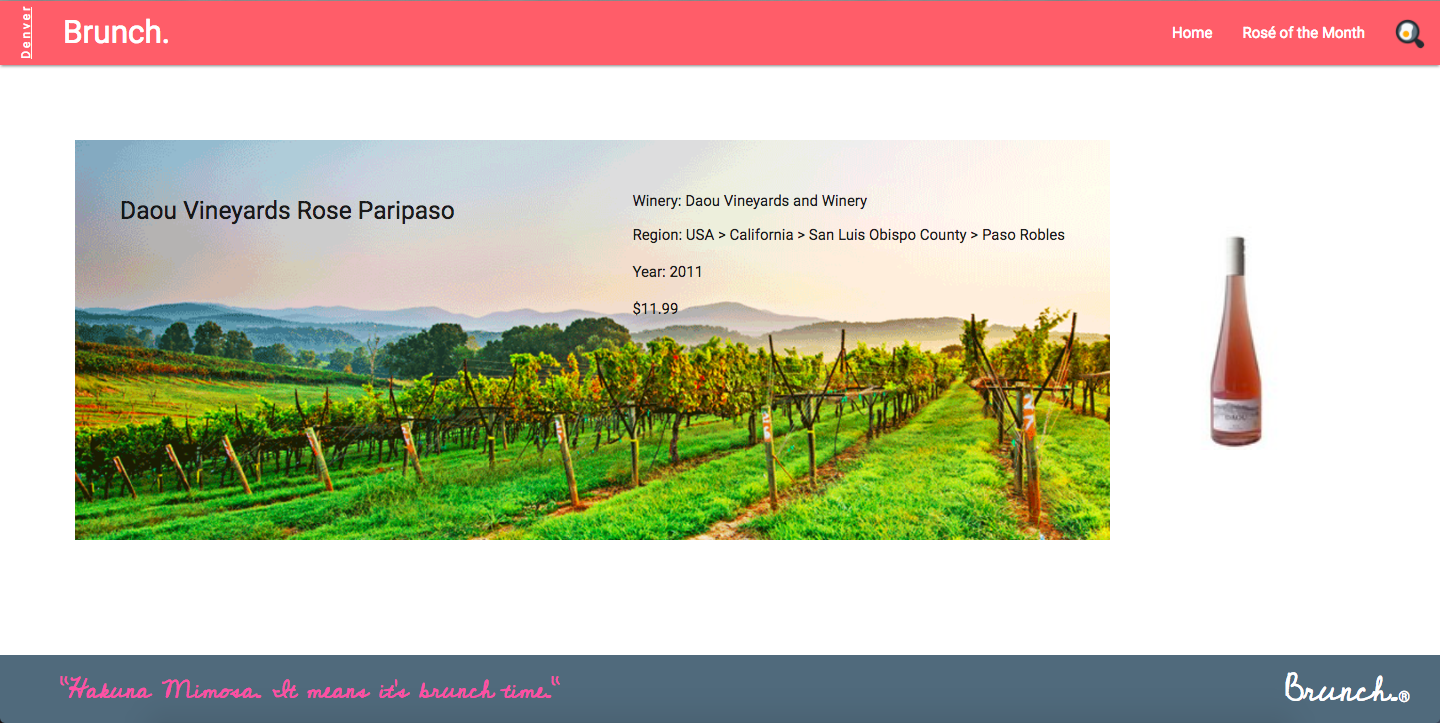 Denver
Brunch.
Home
Rosé of the Month
Daou Vineyards Rose Paripaso
Winery: Daou Vineyards and Winery
Region: USA > California > San Luis Obispo County > Paso Robles
Year: 2011
$11.99
DAOU
"Hakuna Mimosa. It means it's brunch time."
Brunch.®